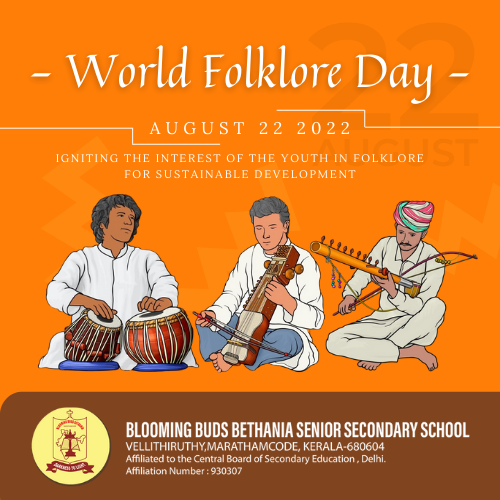 22
AUGUST
– World Folklore Day –
AUGUST 22 2022
IGNITING THE INTEREST OF THE YOUTH IN FOLKLORE
FOR SUSTAINABLE DEVELOPMENT
BLOOMING BUDS BETHANIA SENIOR SECONDARY SCHOOL
VELLITHIRUTHY,MARATHAMCODE, KERALA-680604
Affiliated to the Central Board of Secondary Education , Delhi.
Affiliation Number : 930307